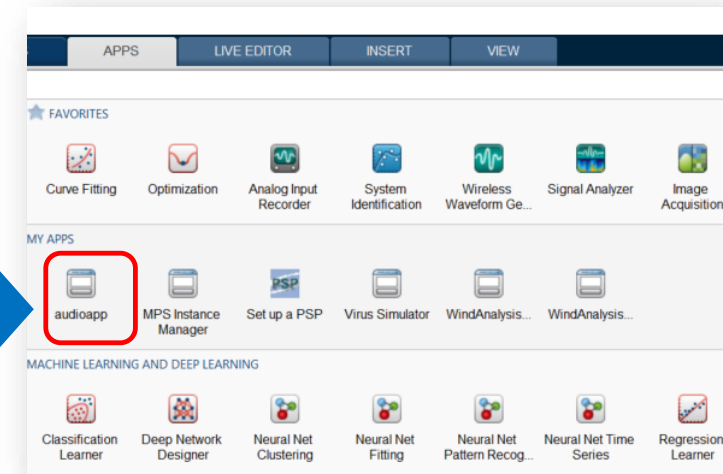 APPS LIVE EDITOR INSERT VIEW
FAVORITES
Curve Fitting Optimization Analog Input Recorder System Identification Wireless Waveform Ge... Signal Analyzer Image Acquisition
MY APPS
PSP
audioapp MPS Instance Manager Set up a PSP Virus Simulator WindAnalysis... WindAnalysis...
MACHINE LEARNING AND DEEP LEARNING
Classification Learner Deep Network Designer Neural Net Clustering Neural Net Fitting Neural Net Pattern Recog... Neural Net Time Series Regression Learner